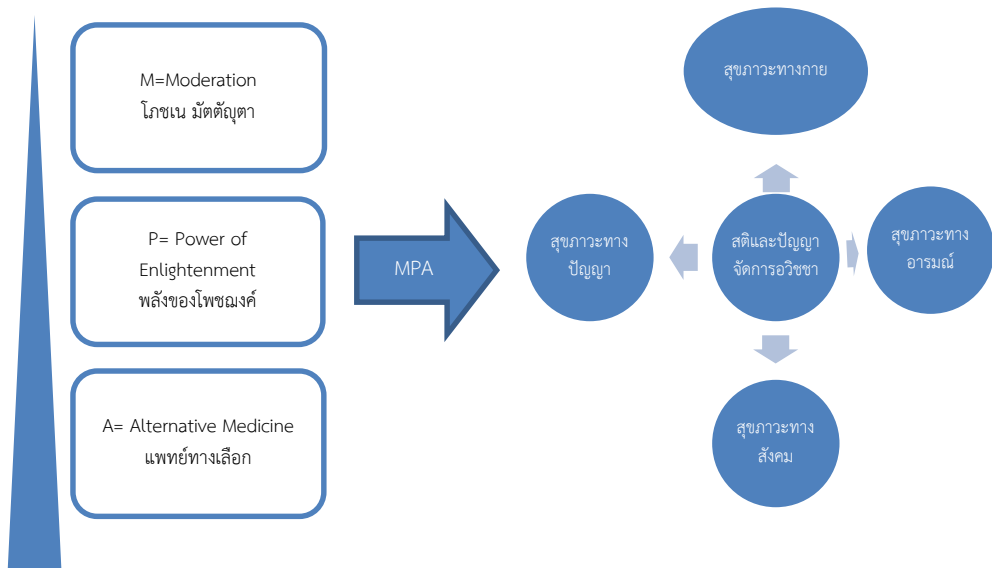 M=Moderation
โภชเน มัตตัญุตา
P= Power of
Enlightenment
พลังของโพชฌงค์
A= Alternative Medicine
แพทย์ทางเลือก
MPA
สุขภาวะทางกาย
สุขภาวะทาง
ปัญญา
สติและปัญญา
จัดการอวิชชา
สุขภาวะทาง
อารมณ์
สุขภาวะทาง
สังคม